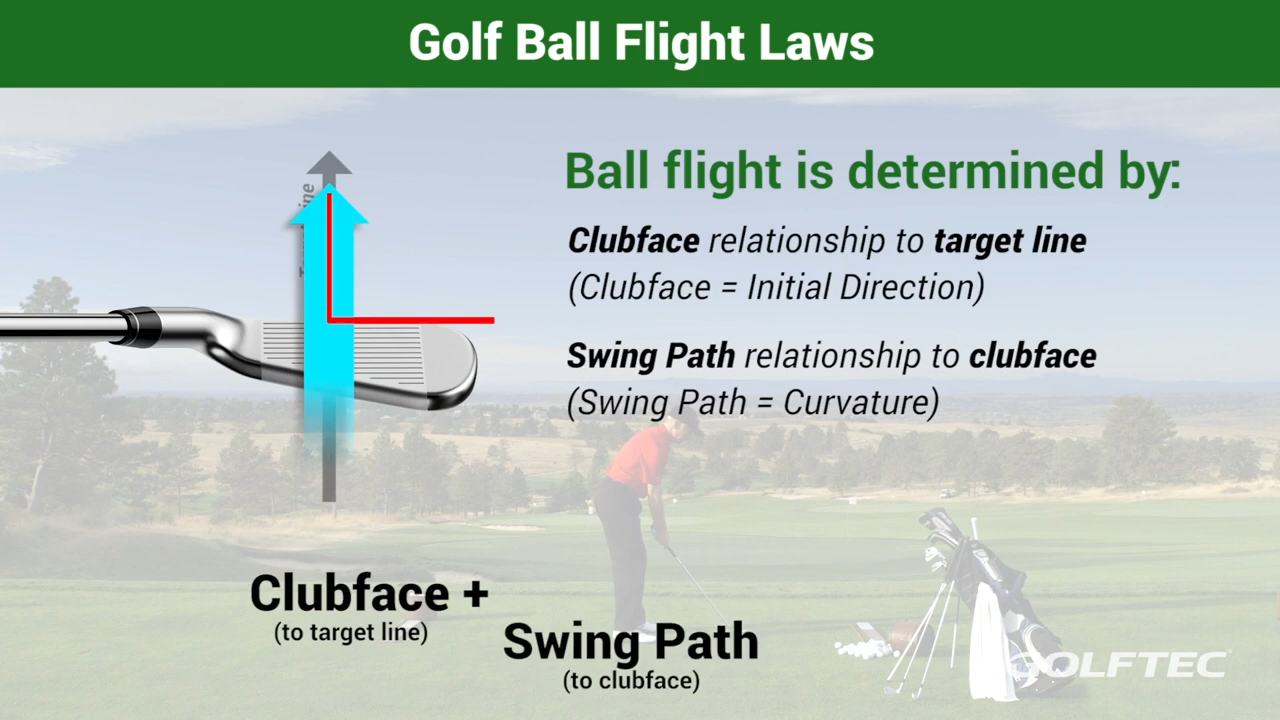 Golf Ball Flight Laws
Ball flight is determined by:
Clubface relationship to target line
(Clubface = Initial Direction)
Swing Path relationship to clubface
(Swing Path = Curvature)
Clubface +
(to target line)
Swing Path
(to clubface)
GOLFTEC